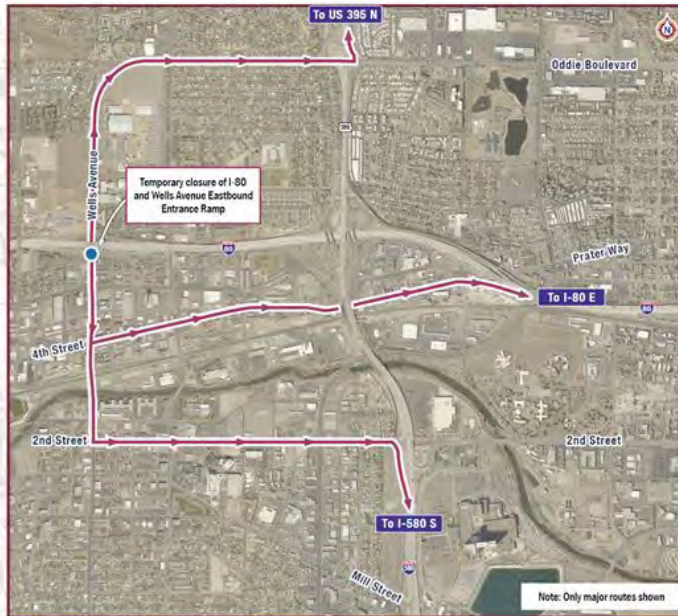 To US 395 N
N
Oddie Boulevard
395
Wells Avenue
Temporary closure of I-80
and Wells Avenue Eastbound
Entrance Ramp
80
Prater Way
To I-80 E
80
4th Street
2nd Street
2nd Street
To I-580 S
Mill Street
580
Note: Only major routes shown